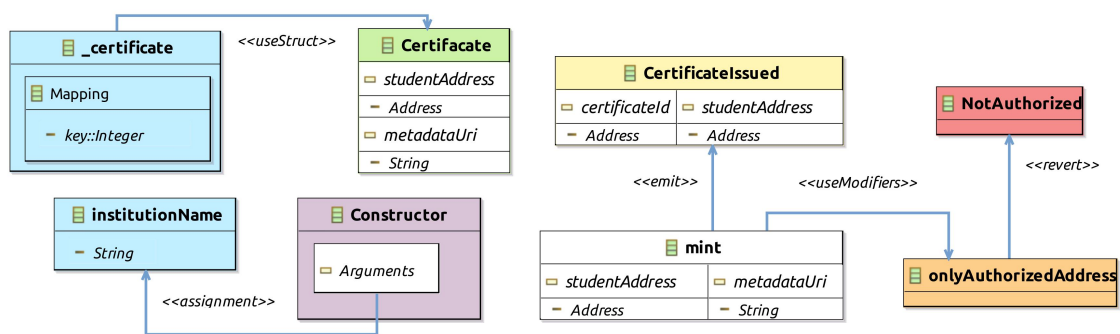 _certificate
Mapping
key::Integer
<<useStruct>>
Certifacate
studentAddress
Address
metadataUri
String
institutionName
String
<<assignment>>
Constructor
Arguments
CertificateIssued
certificateId studentAddress
Address Address
<<emit>>
<<useModifiers>>
mint
studentAddress metadataUri
Address String
NotAuthorized
<<revert>>
onlyAuthorizedAddress